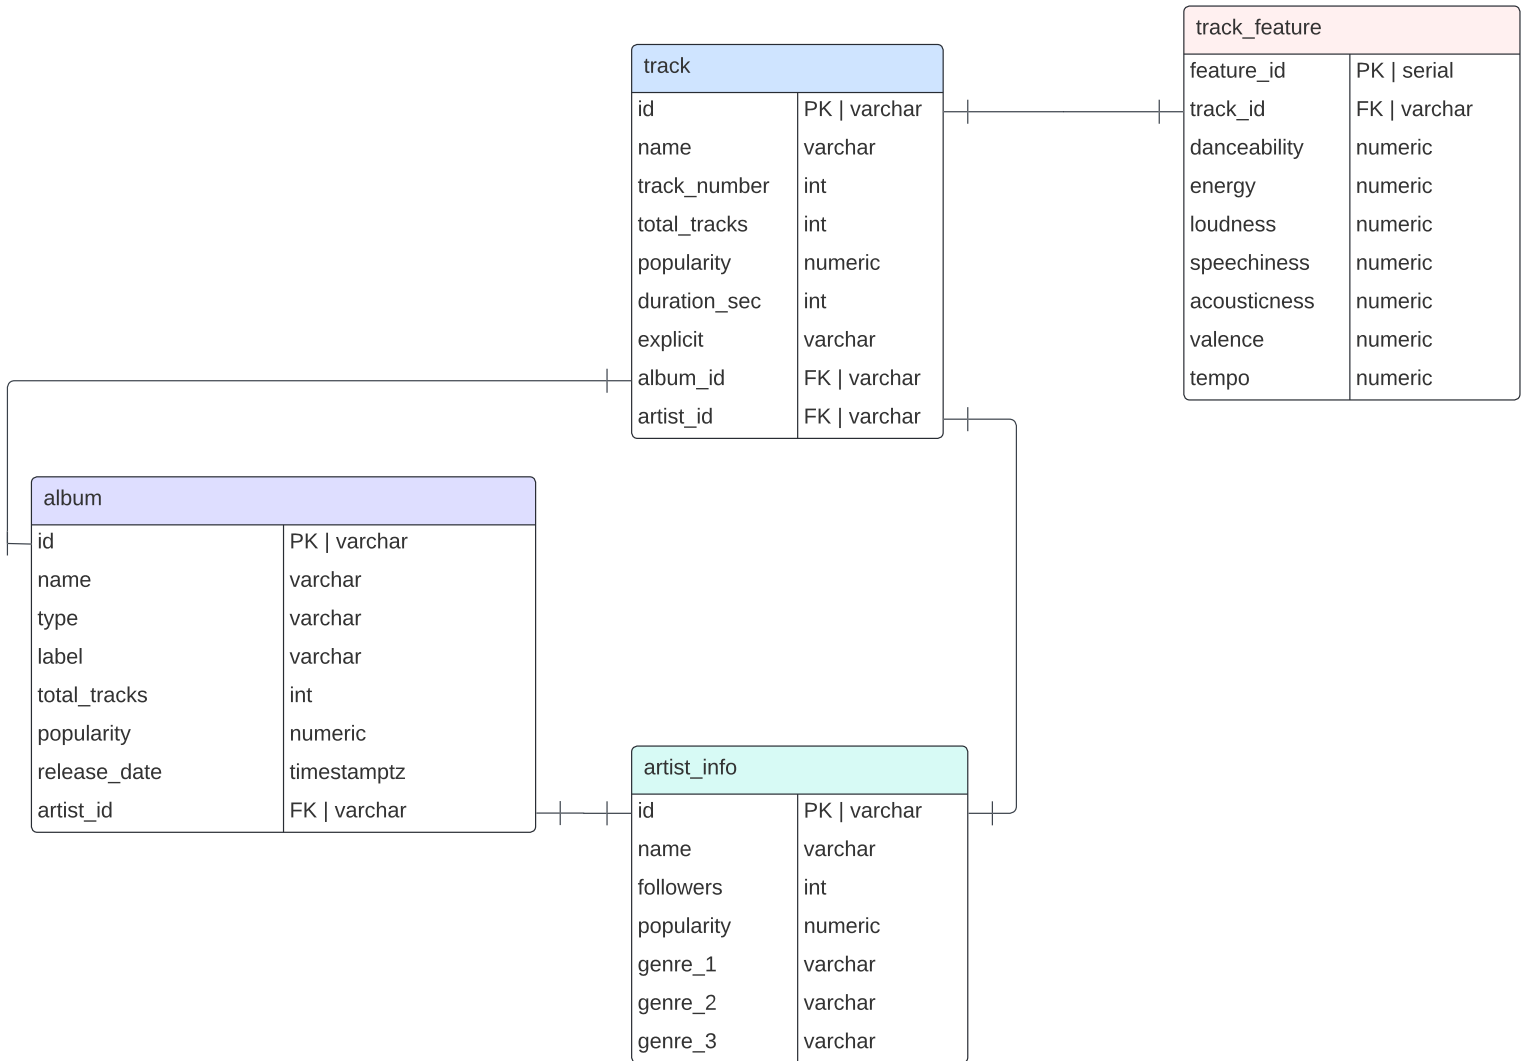 track_feature
feature_id PK | serial
track_id FK | varchar
danceability numeric
energy numeric
loudness numeric
speechiness numeric
acousticness numeric
valence numeric
tempo numeric
track
id PK | varchar
name varchar
track_number int
total_tracks int
popularity numeric
duration_sec int
explicit varchar
album_id FK | varchar
artist_id FK | varchar
album
id PK | varchar
name varchar
type varchar
label varchar
total_tracks int
popularity numeric
release_date timestamptz
artist_id FK | varchar
artist_info
id PK | varchar
name varchar
followers int
popularity numeric
genre_1 varchar
genre_2 varchar
genre_3 varchar